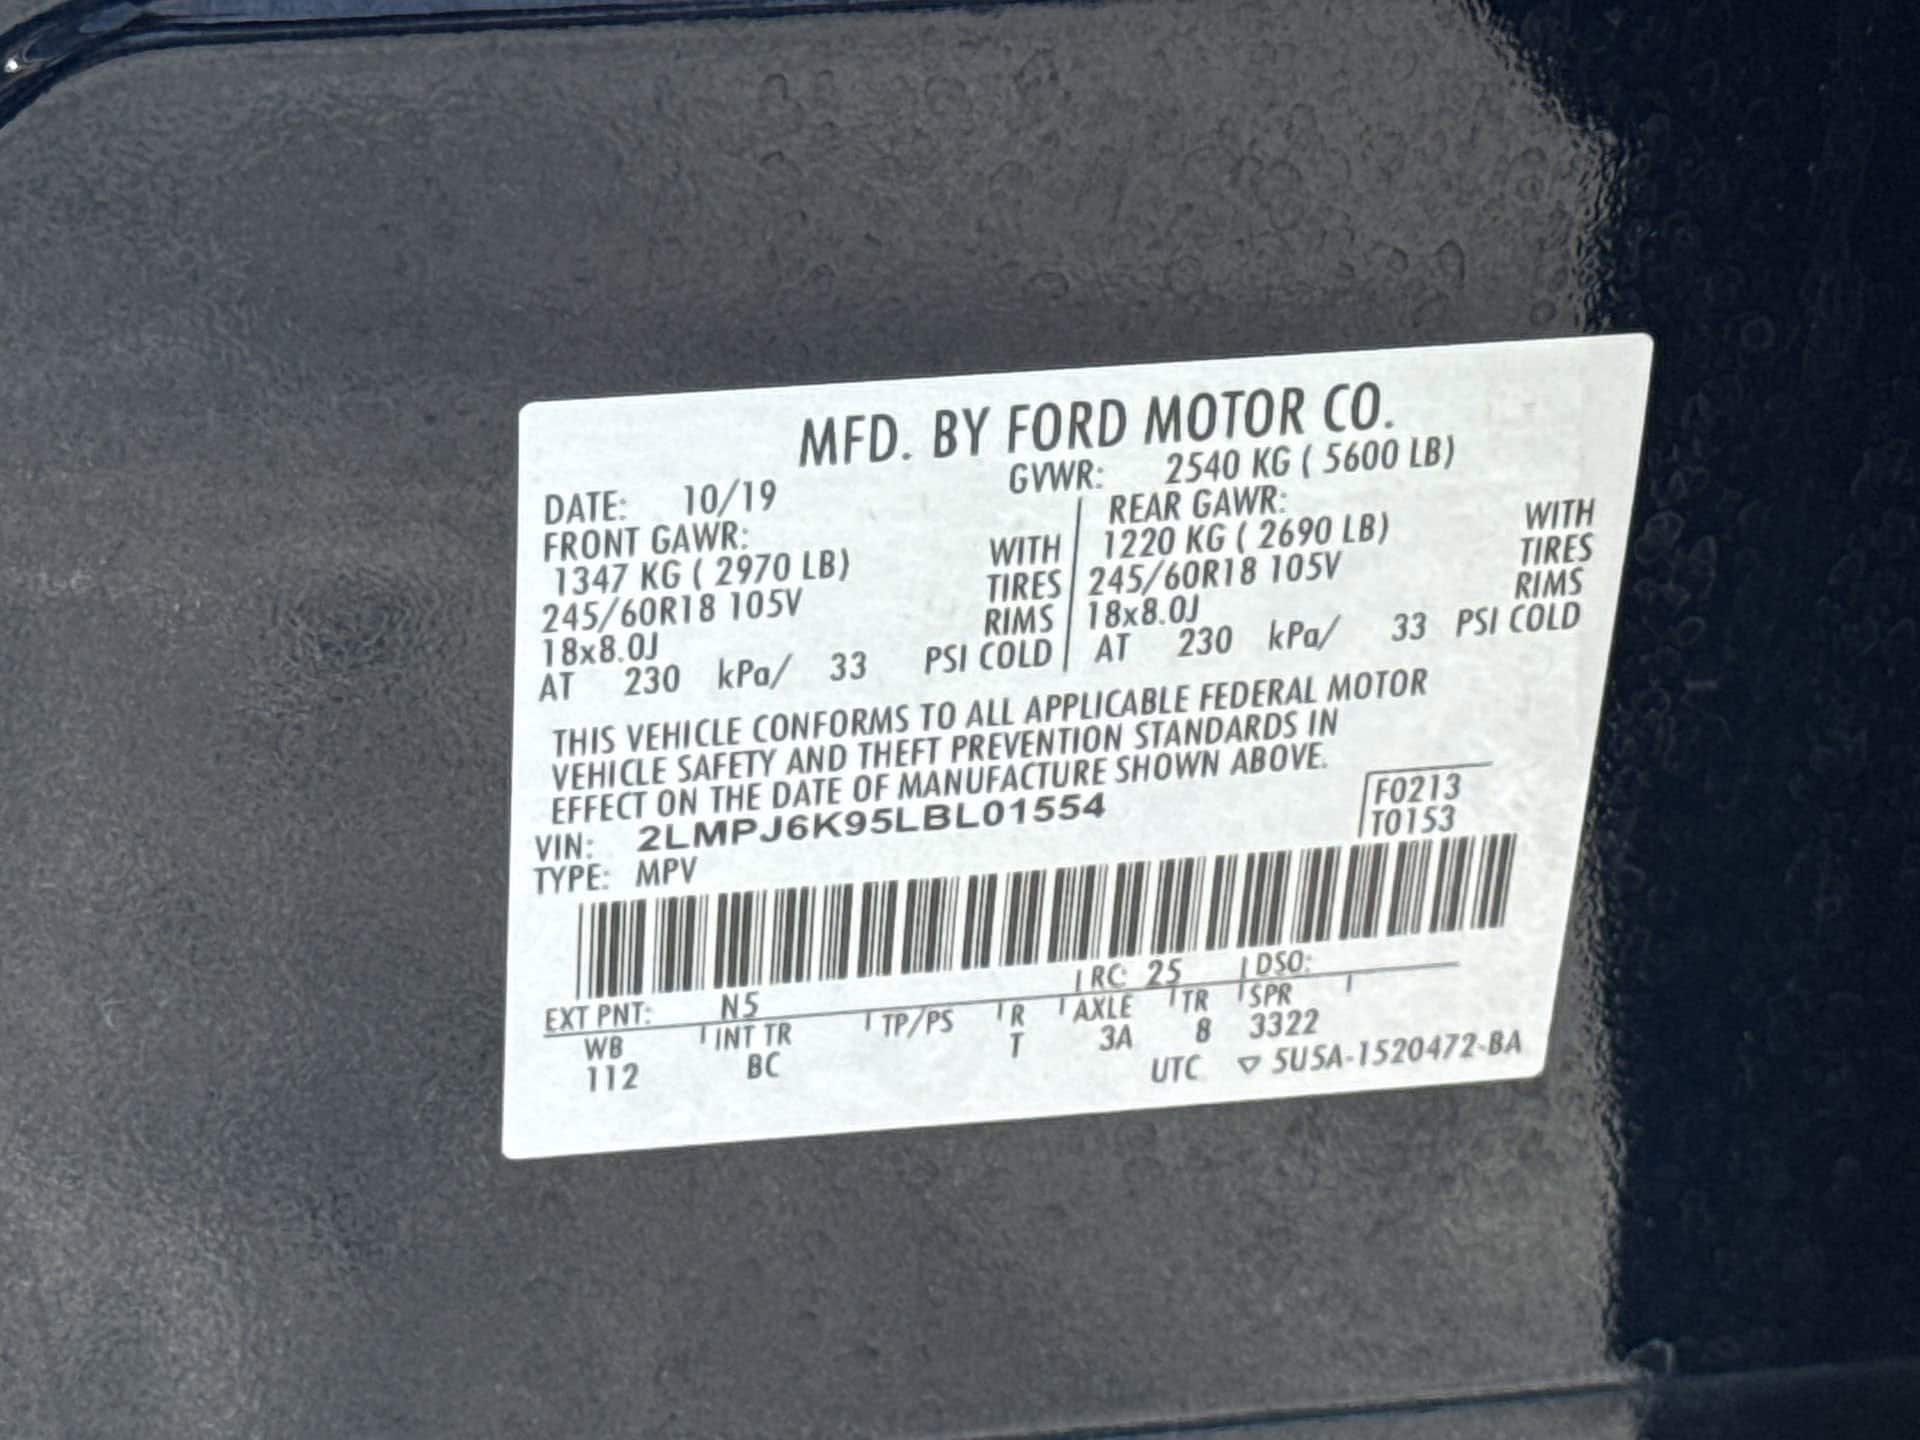 MFD. BY FORD MOTOR CO.
DATE: 10/19 GVWR: 2540 KG ( 5600 LB)
FRONT GAWR: REAR GAWR:
1347 KG ( 2970 LB) WITH 1220 KG ( 2690 LB) WITH
245/60R18 105V TIRES 245/60R18 105V TIRES
18x8.0J RIMS 18x8.0J RIMS
AT 230 kPa/ 33 PSI COLD AT 230 kPa/ 33 PSI COLD
THIS VEHICLE CONFORMS TO ALL APPLICABLE FEDERAL MOTOR
VEHICLE SAFETY AND THEFT PREVENTION STANDARDS IN
EFFECT ON THE DATE OF MANUFACTURE SHOWN ABOVE.
VIN: 2LMPJ6K95LBL01554 F0213
TYPE: MPV T0153
EXT PNT: N5 RC: 25 DSO:
WB INT TR TP/PS R AXLE TR SPR
112 BC T 3A 8 3322
UTC ▽ 5U5A-1520472-BA